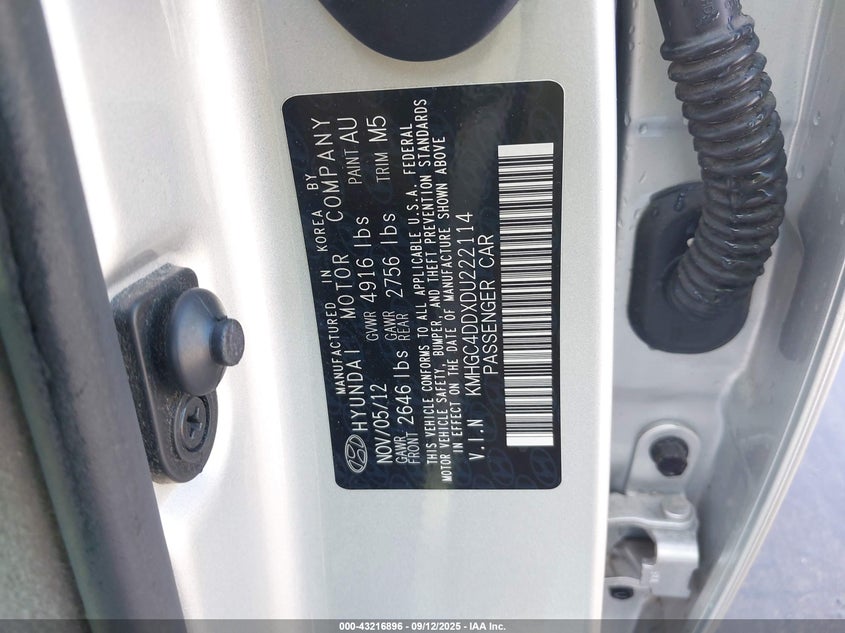 MANUFACTURED IN KOREA BY
HYUNDAI MOTOR COMPANY
NOV/05/12 GVWR 4916 lbs PAINT AU
GAWR FRONT 2646 lbs GAWR REAR 2756 lbs TRIM M5
THIS VEHICLE CONFORMS TO ALL APPLICABLE U.S.A. FEDERAL
MOTOR VEHICLE SAFETY, BUMPER, AND THEFT PREVENTION STANDARDS
IN EFFECT ON THE DATE OF MANUFACTURE SHOWN ABOVE
V.I.N KMHGC4DDXDU222114
PASSENGER CAR
000-43216896 - 09/12/2025 - IAA Inc.